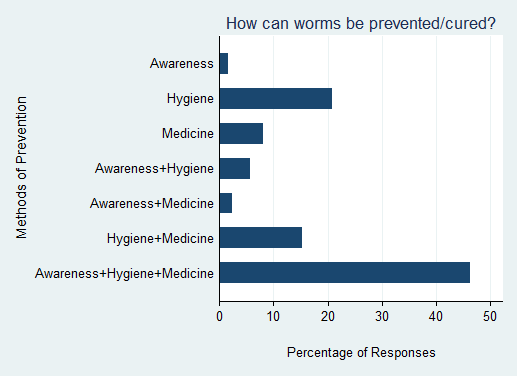 How can worms be prevented/cured?
Methods of Prevention
Awareness
Hygiene
Medicine
Awareness+Hygiene
Awareness+Medicine
Hygiene+Medicine
Awareness+Hygiene+Medicine
0 10 20 30 40 50
Percentage of Responses